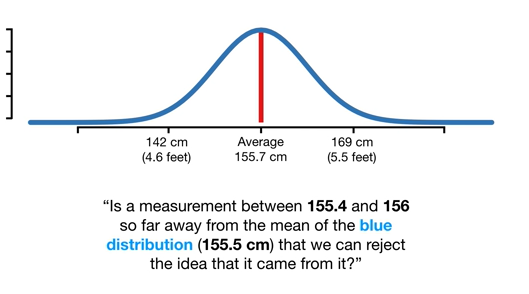 142 cm
(4.6 feet)
Average
155.7 cm
169 cm
(5.5 feet)
“Is a measurement between 155.4 and 156
so far away from the mean of the blue
distribution (155.5 cm) that we can reject
the idea that it came from it?”